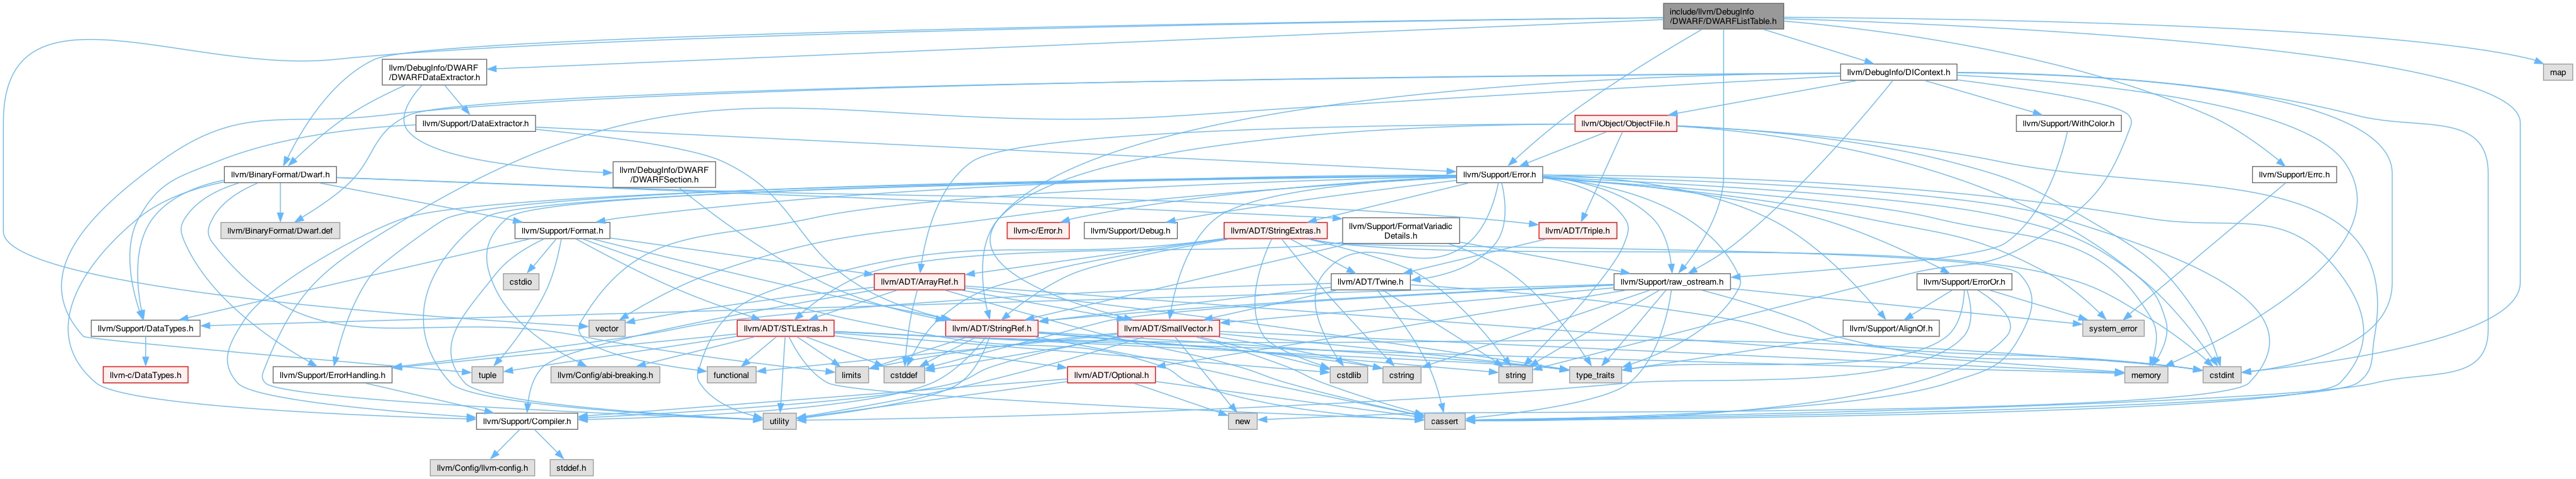 include/llvm/DebugInfo
/DWARF/DWARFListTable.h
llvm/DebugInfo/DWARF
/DWARFDataExtractor.h
llvm/DebugInfo/DIContext.h
map
llvm/Support/DataExtractor.h
llvm/Object/ObjectFile.h
llvm/Support/WithColor.h
llvm/BinaryFormat/Dwarf.h
llvm/DebugInfo/DWARF
/DWARFSection.h
llvm/Support/Error.h
llvm/Support/Errc.h
llvm/BinaryFormat/Dwarf.def
llvm/Support/Format.h
llvm-c/Error.h
llvm/Support/Debug.h
llvm/ADT/StringExtras.h
llvm/Support/FormatVariadic
Details.h
llvm/ADT/Triple.h
cstdio
llvm/ADT/ArrayRef.h
llvm/ADT/Twine.h
llvm/Support/raw_ostream.h
llvm/Support/ErrorOr.h
llvm/Support/DataTypes.h
vector
llvm/ADT/STLExtras.h
llvm/ADT/StringRef.h
llvm/ADT/SmallVector.h
llvm/Support/AlignOf.h
system_error
llvm-c/DataTypes.h
llvm/Support/ErrorHandling.h
tuple
llvm/Config/abi-breaking.h
functional
limits
cstddef
llvm/ADT/Optional.h
cstdlib
cstring
string
type_traits
memory
cstdint
llvm/Support/Compiler.h
utility
new
cassert
llvm/Config/llvm-config.h
stddef.h